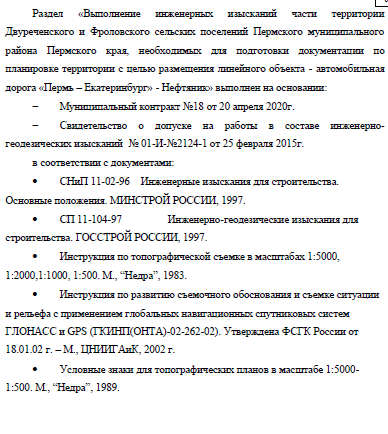 Раздел «Выполнение инженерных изысканий части территории
Двуреченского и Фроловского сельских поселений Пермского муниципального
района Пермского края, необходимых для подготовки документации по
планировке территории с целью размещения линейного объекта - автомобильная
дорога «Пермь – Екатеринбург» - Нефтяник» выполнен на основании:
– Муниципальный контракт №18 от 20 апреля 2020г.
– Свидетельство о допуске на работы в составе инженерно-
геодезических изысканий № 01-И-№2124-1 от 25 февраля 2015г.
в соответствии с документами:
• СНиП 11-02-96 Инженерные изыскания для строительства.
Основные положения. МИНСТРОЙ РОССИИ, 1997.
• СП 11-104-97 Инженерно-геодезические изыскания для
строительства. ГОССТРОЙ РОССИИ, 1997.
• Инструкция по топографической съемке в масштабах 1:5000,
1:2000,1:1000, 1:500. М., “Недра”, 1983.
• Инструкция по развитию съемочного обоснования и съемке ситуации
и рельефа с применением глобальных навигационных спутниковых систем
ГЛОНАСС и GPS (ГКИНП(ОНТА)-02-262-02). Утверждена ФСГК России от
18.01.02 г. – М., ЦНИИГАиК, 2002 г.
• Условные знаки для топографических планов в масштабе 1:5000-
1:500. М., “Недра”, 1989.